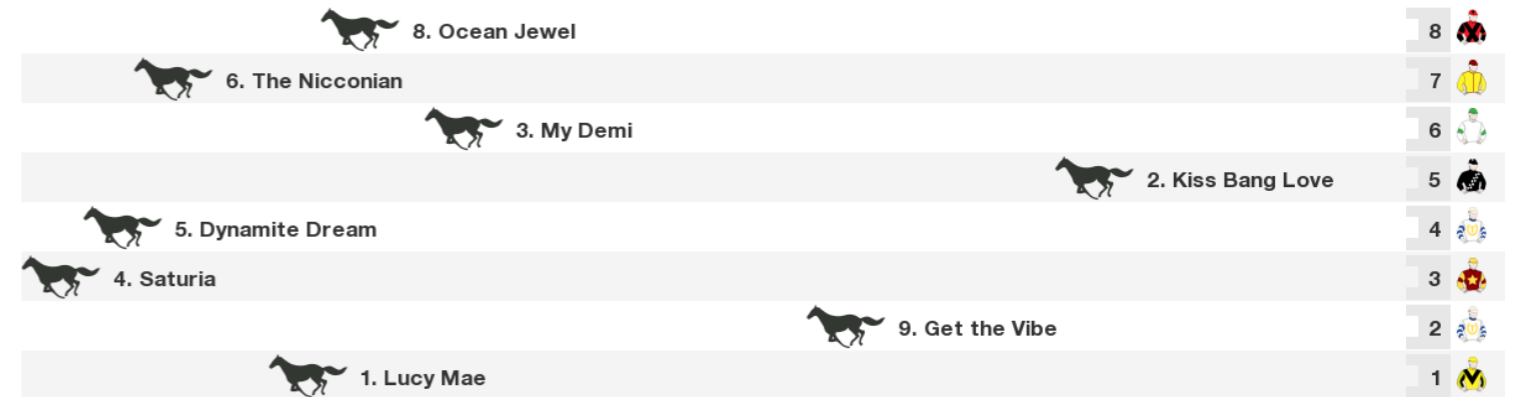 8. Ocean Jewel 8
6. The Nicconian 7
3. My Demi 6
2. Kiss Bang Love 5
5. Dynamite Dream 4
4. Saturia 3
9. Get the Vibe 2
1. Lucy Mae 1